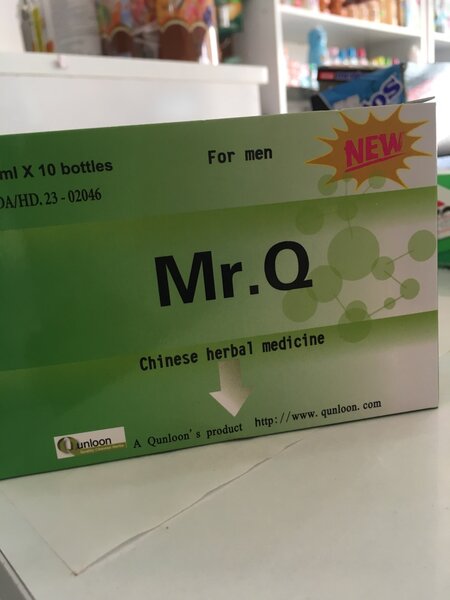 ml X 10 bottles
For men
NEW
DA/HD. 23 - 02046
Mr.Q
Chinese herbal medicine
Qunloon
A Qunloon's product http://www. qunloon. com